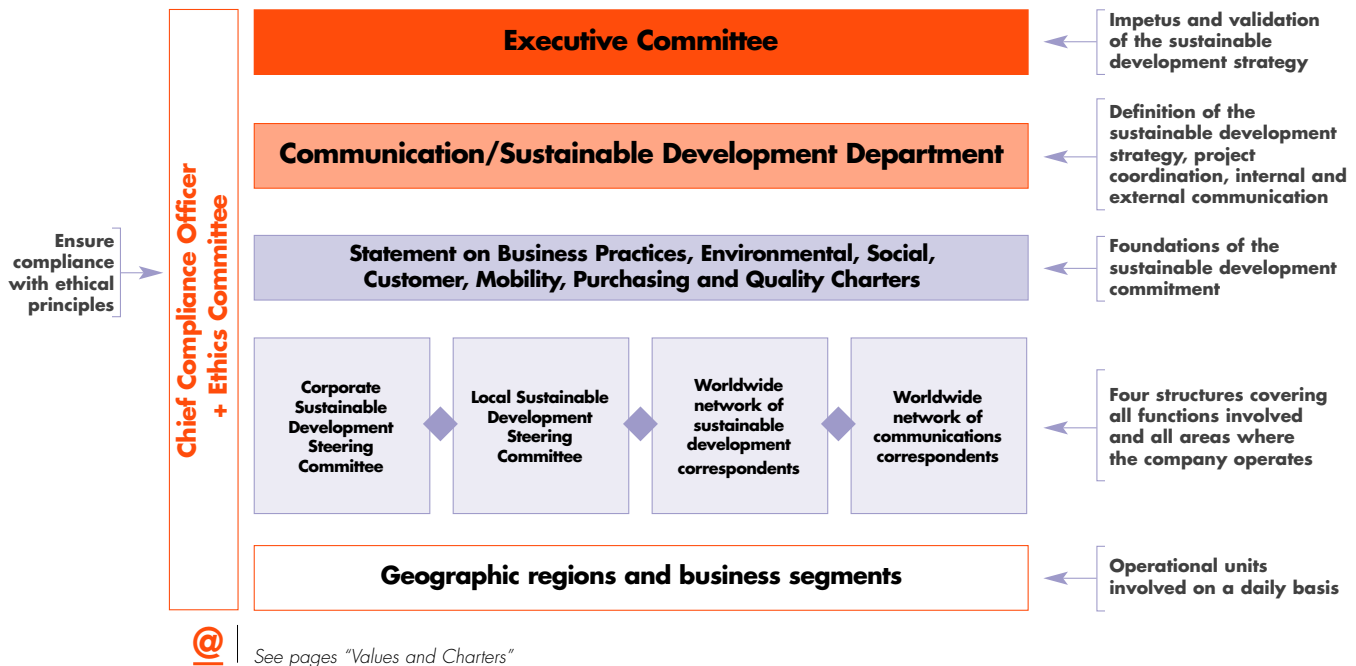 Executive Committee
Impetus and validation
of the sustainable
development strategy
Communication/Sustainable Development Department
Definition of the
sustainable development
strategy, project
coordination, internal and
external communication
Ensure
compliance
with ethical
principles
Chief Compliance Officer
+ Ethics Committee
Statement on Business Practices, Environmental, Social,
Customer, Mobility, Purchasing and Quality Charters
Foundations of the
sustainable development
commitment
Corporate
Sustainable
Development
Steering
Committee
Local Sustainable
Development
Steering
Committee
Worldwide
network of
sustainable
development
correspondents
Worldwide
network of
communications
correspondents
Four structures covering
all functions involved
and all areas where
the company operates
Geographic regions and business segments
Operational units
involved on a daily basis
@
See pages “Values and Charters”